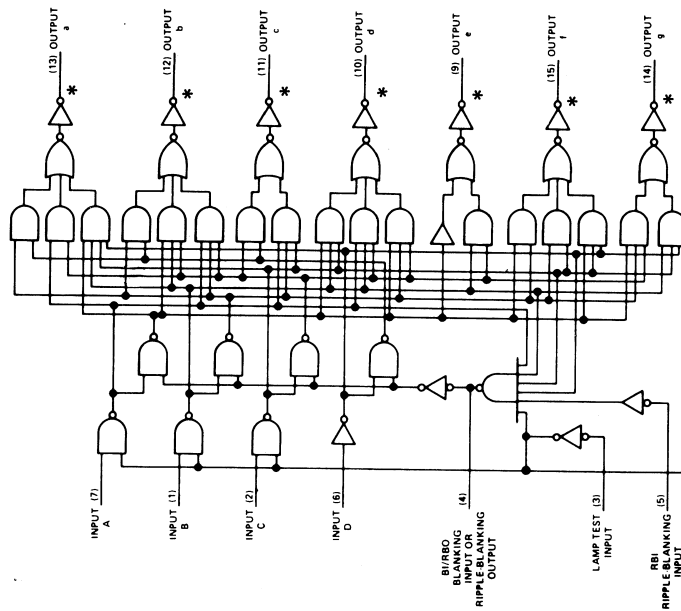 (13) OUTPUT
a
*
(12) OUTPUT
b
*
(11) OUTPUT
c
*
(10) OUTPUT
d
*
(9) OUTPUT
e
*
(15) OUTPUT
f
*
(14) OUTPUT
g
*
INPUT (7)
A
INPUT (1)
B
INPUT (2)
C
INPUT (6)
D
BI/RBO (4)
BLANKING
INPUT OR
RIPPLE-BLANKING
OUTPUT
LAMP TEST (3)
INPUT
RBI (5)
RIPPLE-BLANKING
INPUT